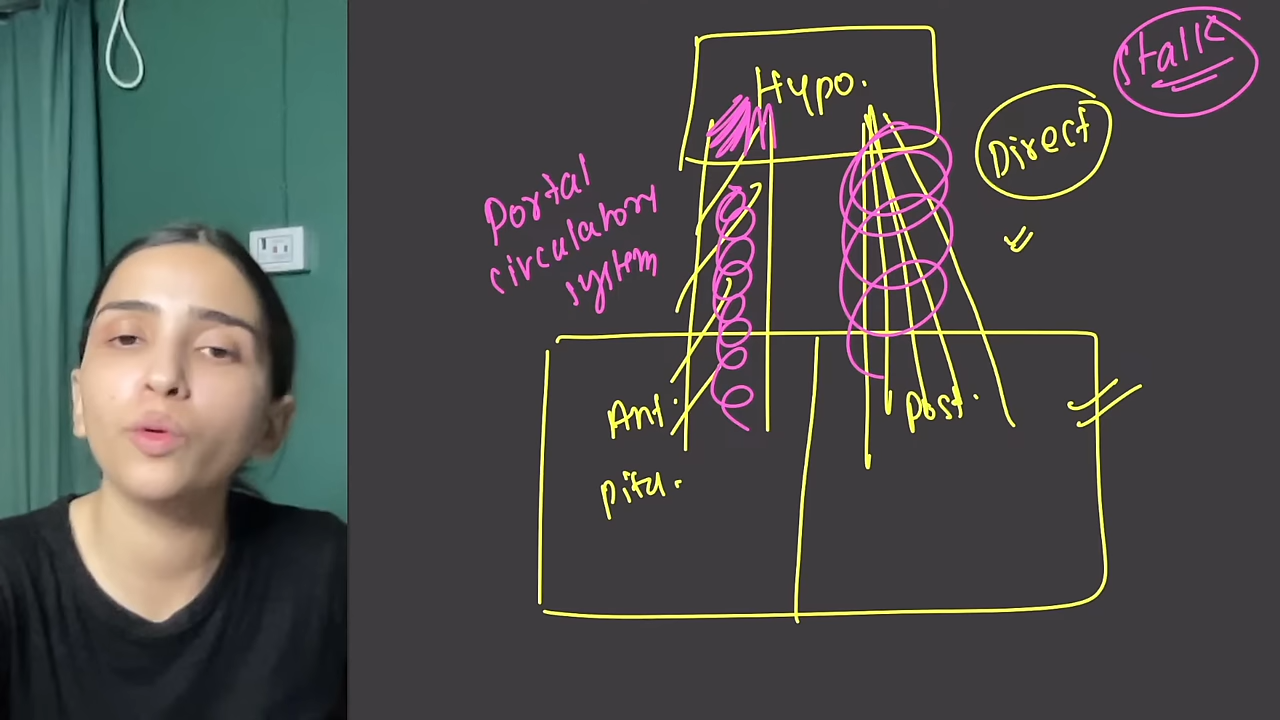 Stalk
Hypo.
Direct
Portal
circulatory
system
Ant.
Post.
Pitu.